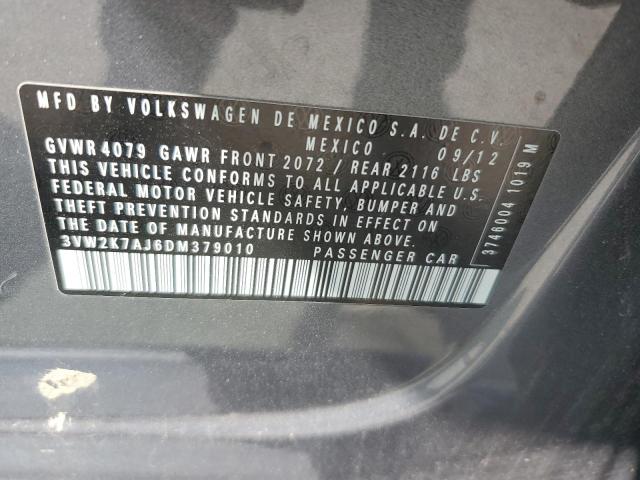 MFD BY VOLKSWAGEN DE MEXICO S.A. DE C.V.
MEXICO 09/12
GVWR 4079 GAWR FRONT 2072 / REAR 2116 LBS
THIS VEHICLE CONFORMS TO ALL APPLICABLE U.S.
FEDERAL MOTOR VEHICLE SAFETY, BUMPER AND
THEFT PREVENTION STANDARDS IN EFFECT ON
THE DATE OF MANUFACTURE SHOWN ABOVE
3VW2K7AJ6DM379010 PASSENGER CAR
3746004 1019 M